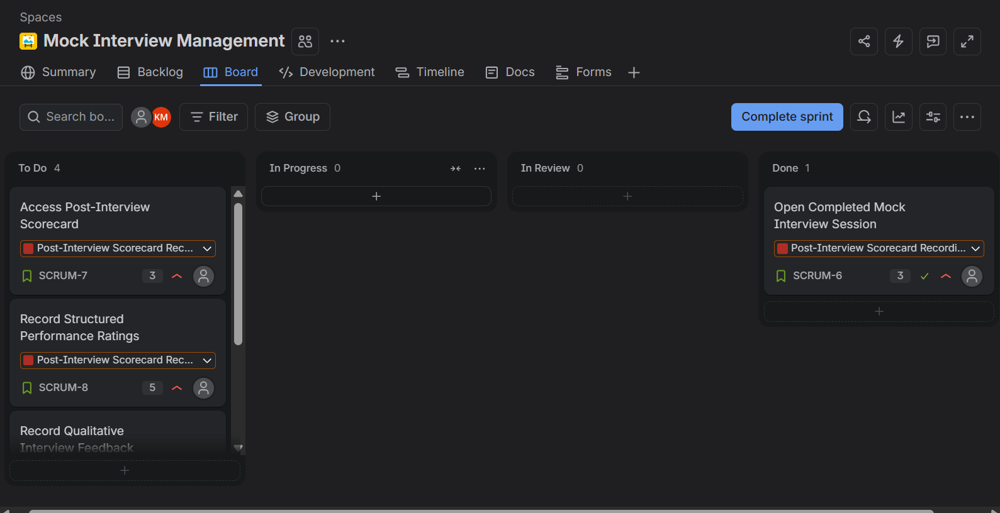 Spaces
Mock Interview Management
Summary
Backlog
Board
Development
Timeline
Docs
Forms
Search bo...
KM
Filter
Group
Complete sprint
To Do 4
Access Post-Interview
Scorecard
Post-Interview Scorecard Rec...
SCRUM-7
3
Record Structured
Performance Ratings
Post-Interview Scorecard Rec...
SCRUM-8
5
Record Qualitative
Interview Feedback
In Progress 0
In Review 0
Done 1
Open Completed Mock
Interview Session
Post-Interview Scorecard Recordi...
SCRUM-6
3